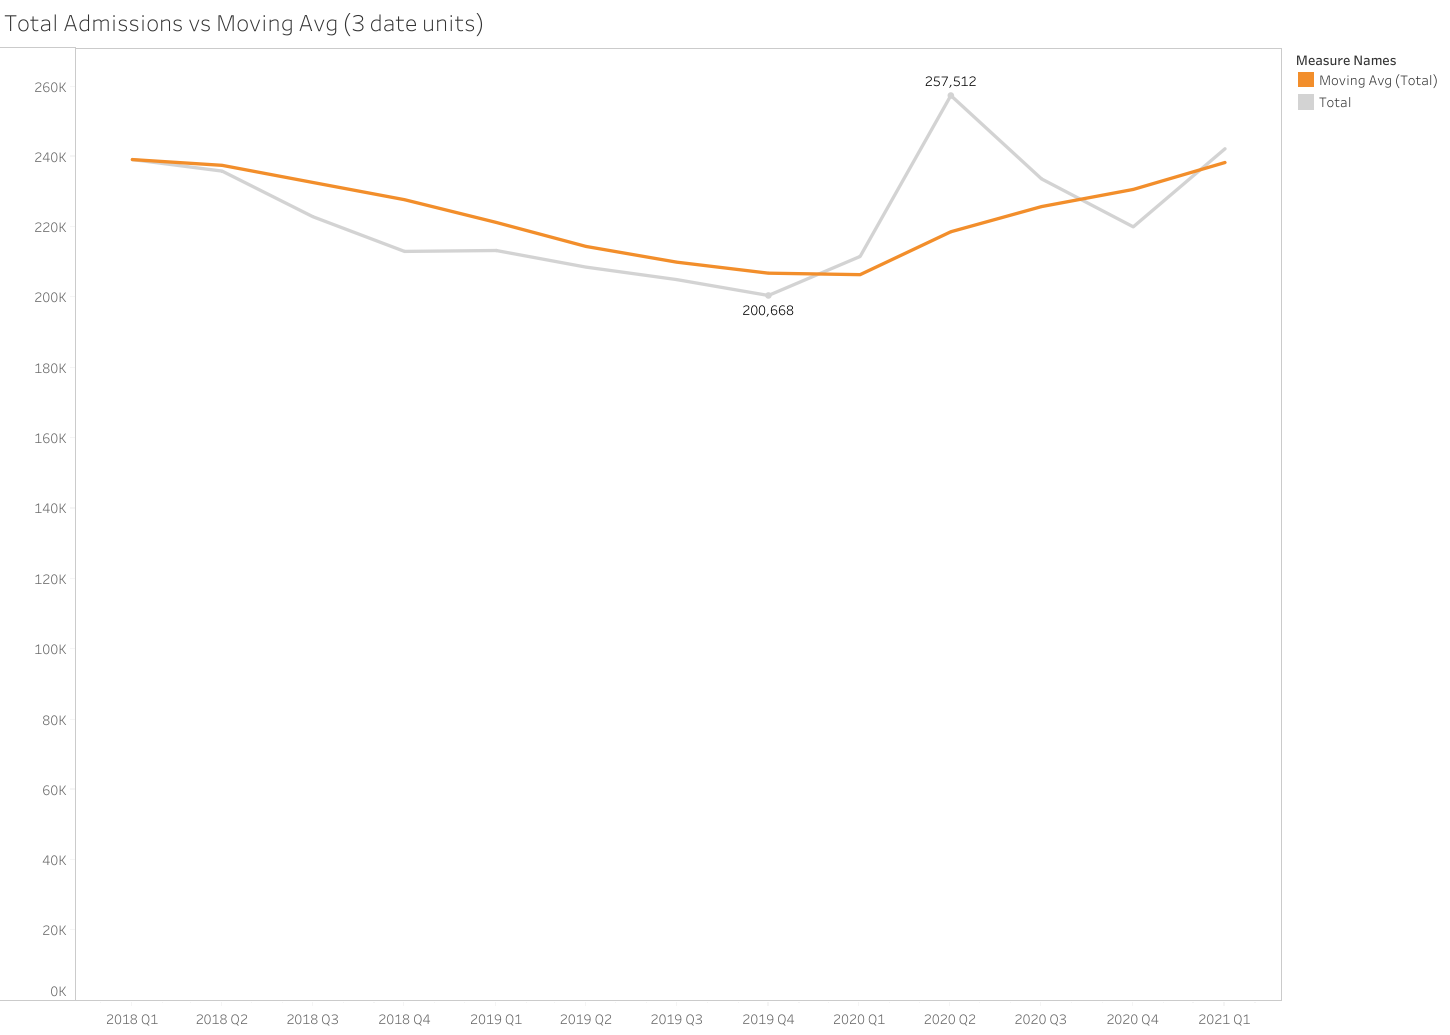 Total Admissions vs Moving Avg (3 date units)
Measure Names
Moving Avg (Total)
Total
260K
240K
220K
200K
180K
160K
140K
120K
100K
80K
60K
40K
20K
0K
257,512
200,668
2018 Q1 2018 Q2 2018 Q3 2018 Q4 2019 Q1 2019 Q2 2019 Q3 2019 Q4 2020 Q1 2020 Q2 2020 Q3 2020 Q4 2021 Q1